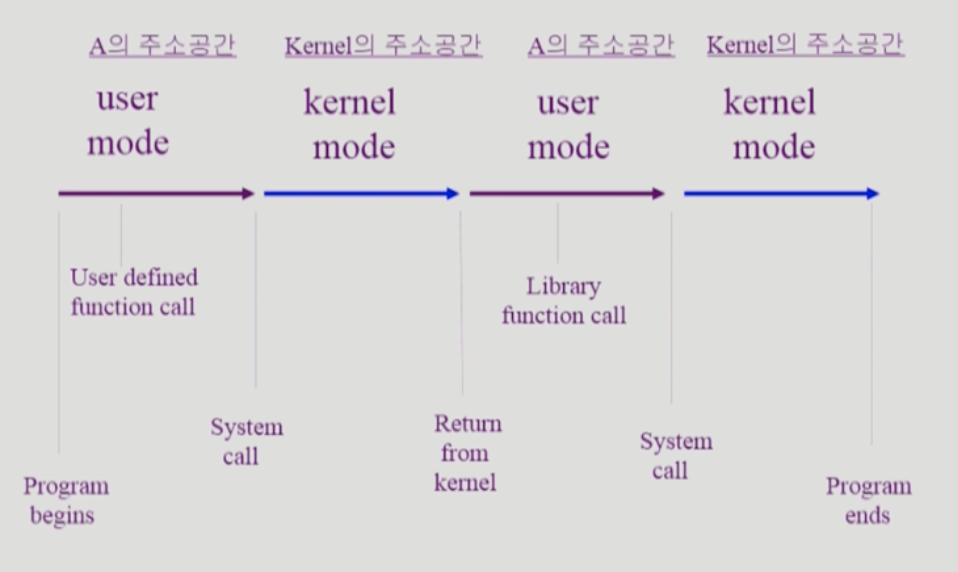 A의 주소공간
Kernel의 주소공간
A의 주소공간
Kernel의 주소공간
user
mode
kernel
mode
user
mode
kernel
mode
User defined
function call
Library
function call
System
call
Return
from
kernel
System
call
Program
begins
Program
ends